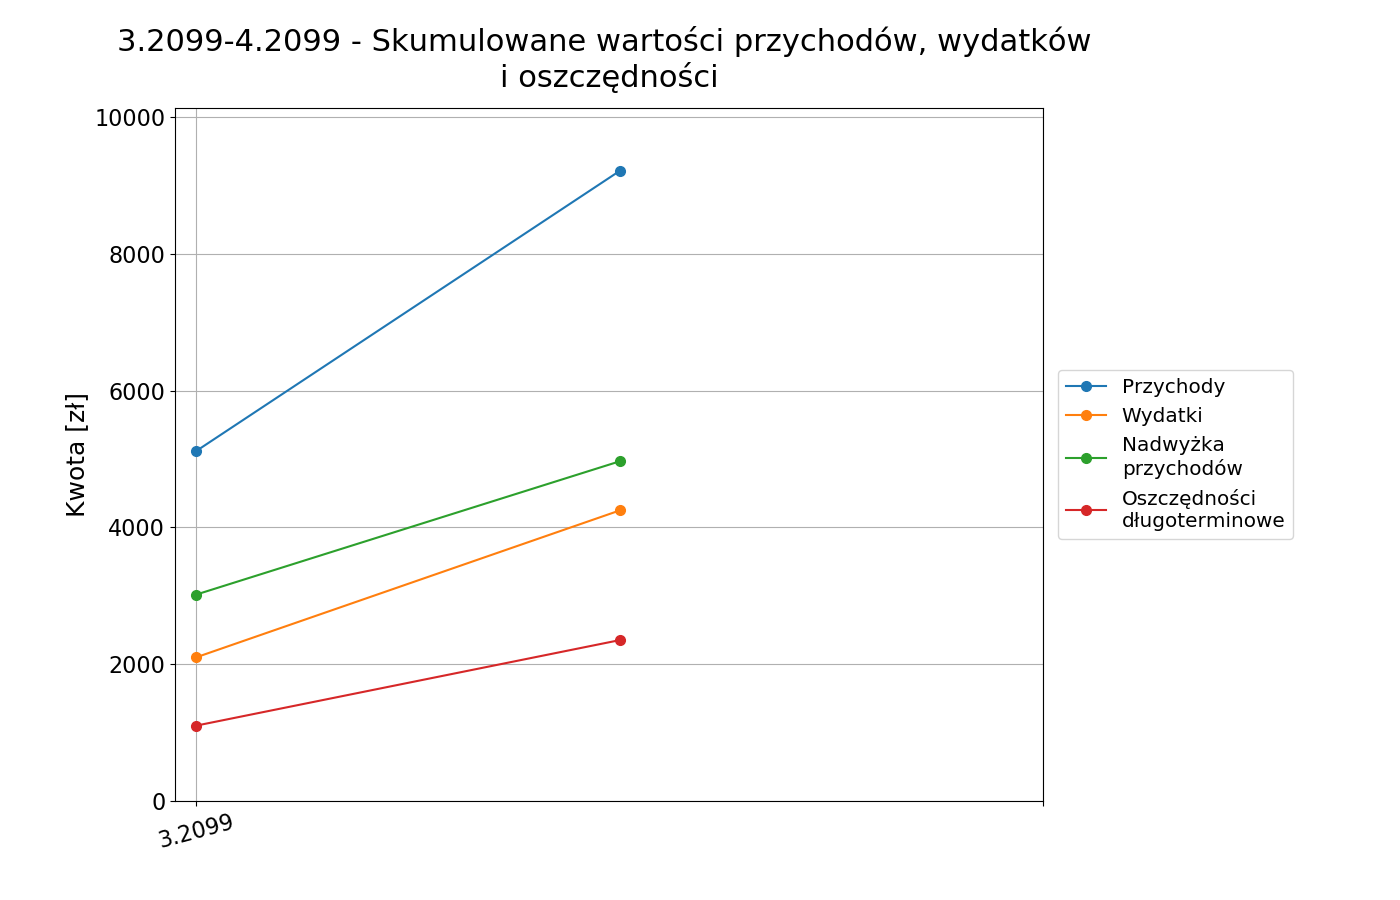 3.2099-4.2099 - Skumulowane wartości przychodów, wydatków
i oszczędności
10000
8000
6000
4000
2000
0
Kwota [zł]
3.2099
Przychody
Wydatki
Nadwyżka
przychodów
Oszczędności
długoterminowe